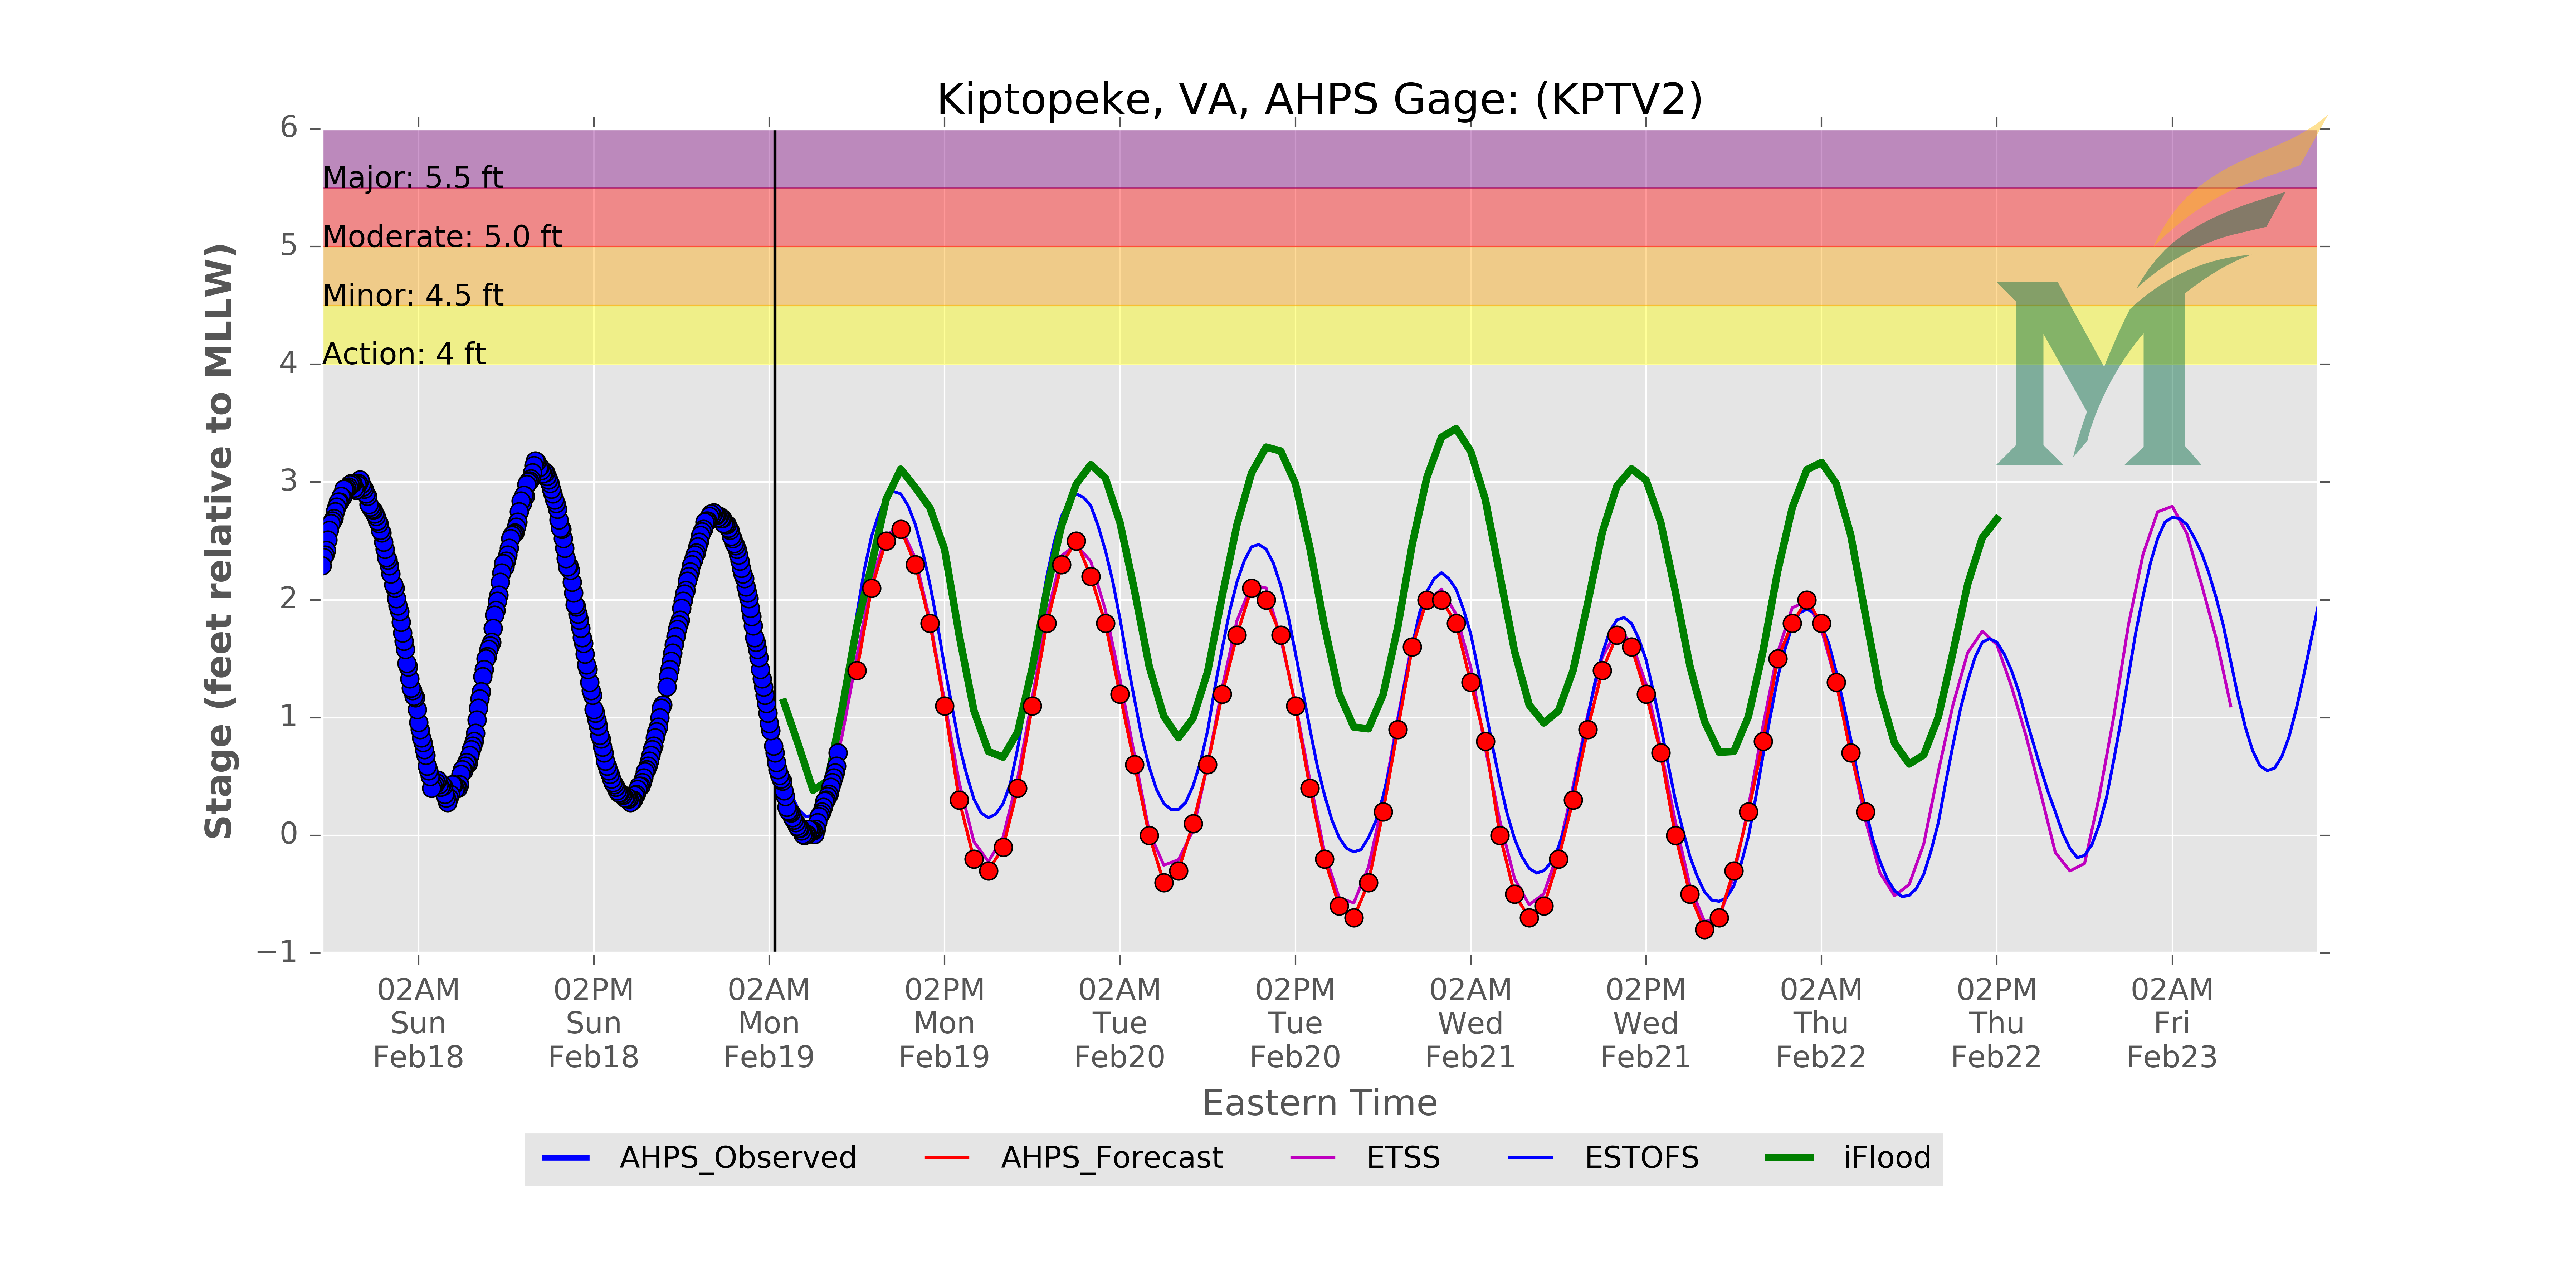 Kiptopeke, VA, AHPS Gage: (KPTV2)
Stage (feet relative to MLLW)
6
5
4
3
2
1
0
−1
Major: 5.5 ft
Moderate: 5.0 ft
Minor: 4.5 ft
Action: 4 ft
M
02AM 02PM 02AM 02PM 02AM 02PM 02AM 02PM 02AM 02PM 02AM
Sun Sun Mon Mon Tue Tue Wed Wed Thu Thu Fri
Feb18 Feb18 Feb19 Feb19 Feb20 Feb20 Feb21 Feb21 Feb22 Feb22 Feb23
Eastern Time
AHPS_Observed AHPS_Forecast ETSS ESTOFS iFlood